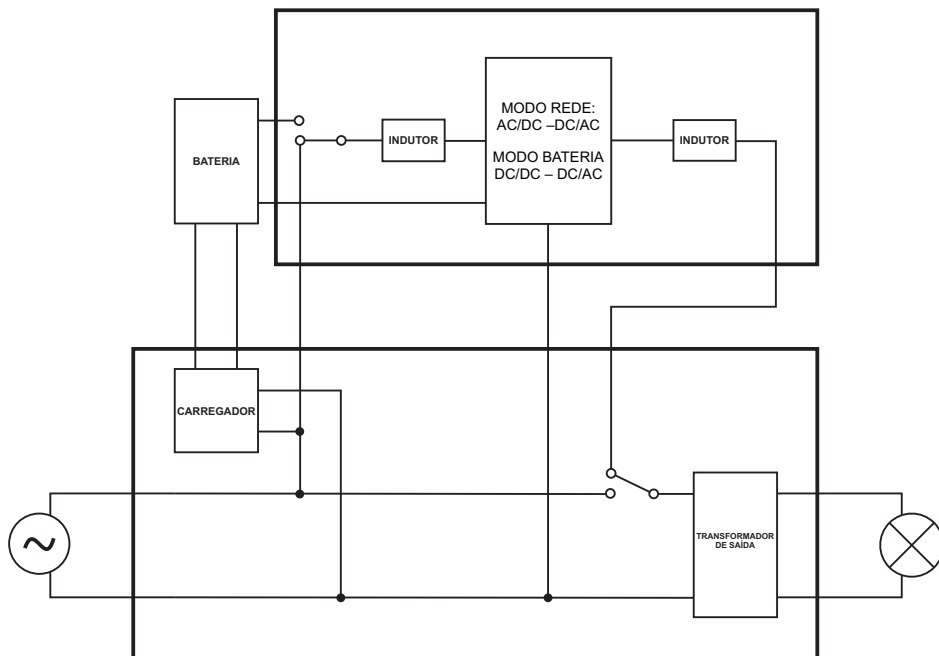 MODO REDE:
AC/DC –DC/AC
MODO BATERIA
DC/DC – DC/AC
BATERIA
INDUTOR
INDUTOR
CARREGADOR
TRANSFORMADOR
DE SAÍDA